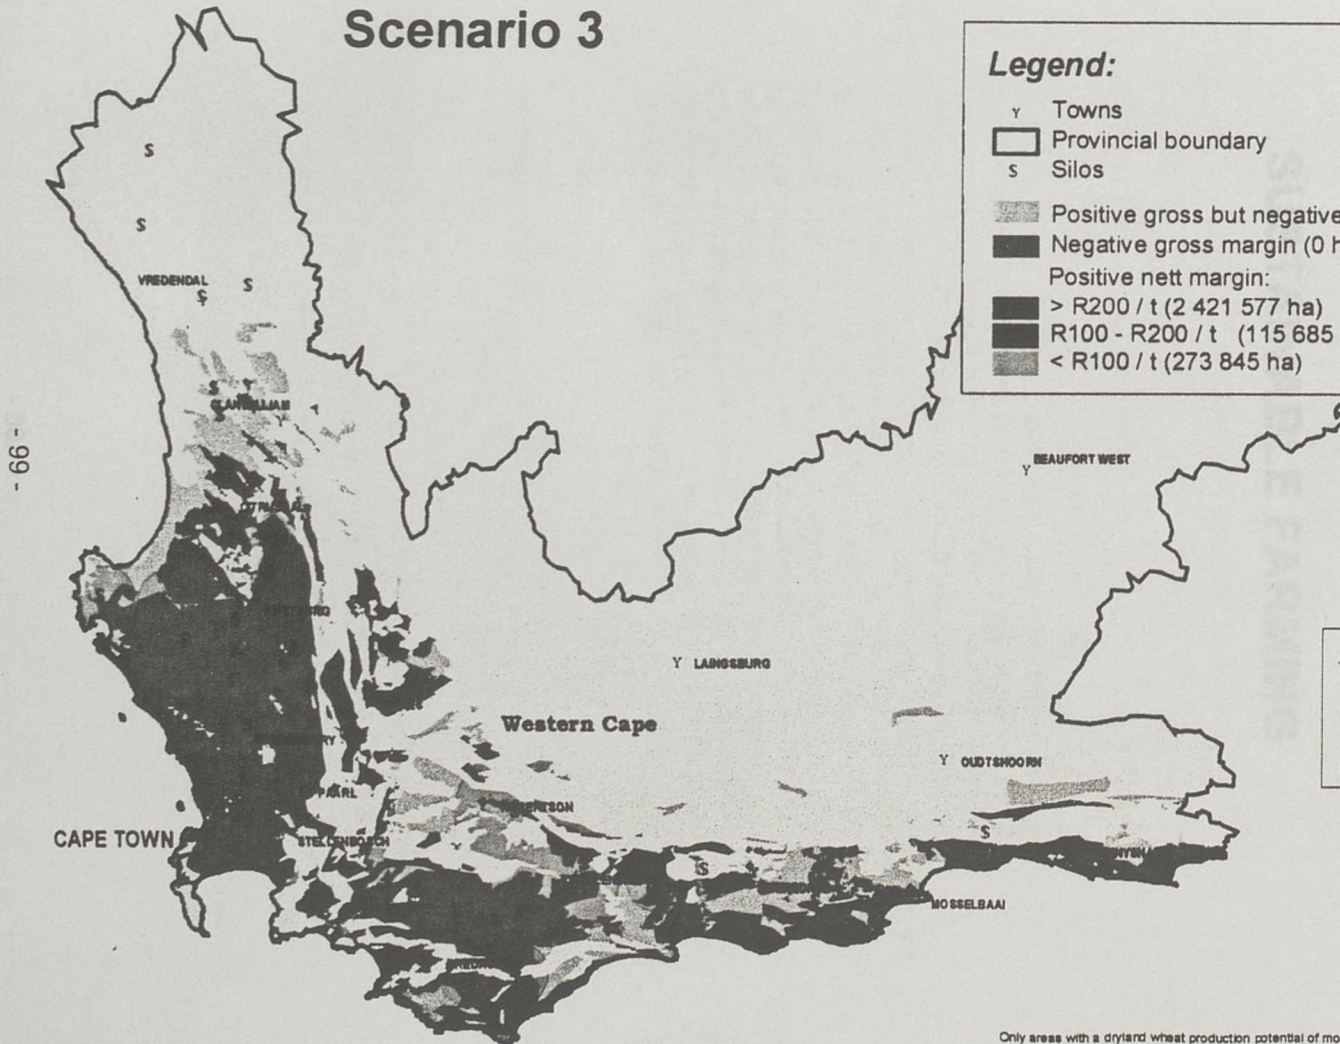 Scenario 3
Legend:
Y Towns
Provincial boundary
S Silos
Positive gross but negative
Negative gross margin (0 h
Positive nett margin:
> R200 / t (2 421 577 ha)
R100 - R200 / t (115 685
< R100 / t (273 845 ha)
S
S
VREDENDAL
S
S
S
Y
BEAUFORT WEST
Y
- 66 -
Y LAINGSBURG
Western Cape
Y OUDTSHOORN
PAARL
CAPE TOWN
STELLENBOSCH
S
S
MOSSELBAAI
Only areas with a dryland wheat production potential of mo